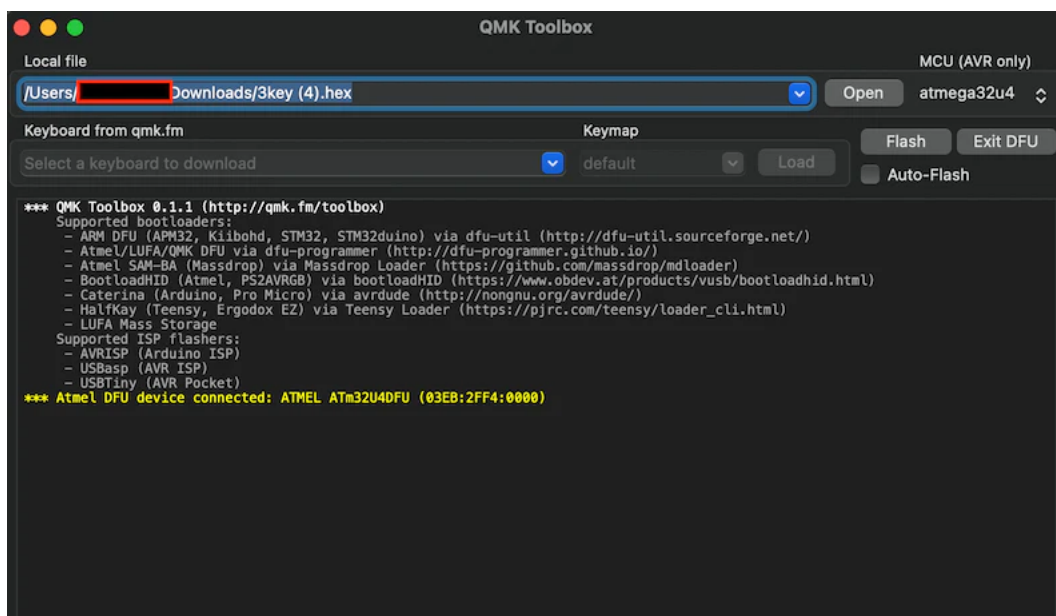 QMK Toolbox
Local file
MCU (AVR only)
/Users/ Downloads/3key (4).hex
Open
atmega32u4
Keyboard from qmk.fm
Keymap
Flash
Exit DFU
Select a keyboard to download
default
Load
Auto-Flash
*** QMK Toolbox 0.1.1 (http://qmk.fm/toolbox)
Supported bootloaders:
- ARM DFU (APM32, Kiibohd, STM32, STM32duino) via dfu-util (http://dfu-util.sourceforge.net/)
- Atmel/LUFA/QMK DFU via dfu-programmer (http://dfu-programmer.github.io/)
- Atmel SAM-BA (Massdrop) via Massdrop Loader (https://github.com/massdrop/mdloader)
- BootloadHID (Atmel, PS2AVRGB) via bootloadHID (https://www.obdev.at/products/vusb/bootloadhid.html)
- Caterina (Arduino, Pro Micro) via avrdude (http://nongnu.org/avrdude/)
- HalfKay (Teensy, Ergodox EZ) via Teensy Loader (https://pjrc.com/teensy/loader_cli.html)
- LUFA Mass Storage
Supported ISP flashers:
- AVRISP (Arduino ISP)
- USBasp (AVR ISP)
- USBTiny (AVR Pocket)
*** Atmel DFU device connected: ATMEL ATm32U4DFU (03EB:2FF4:0000)